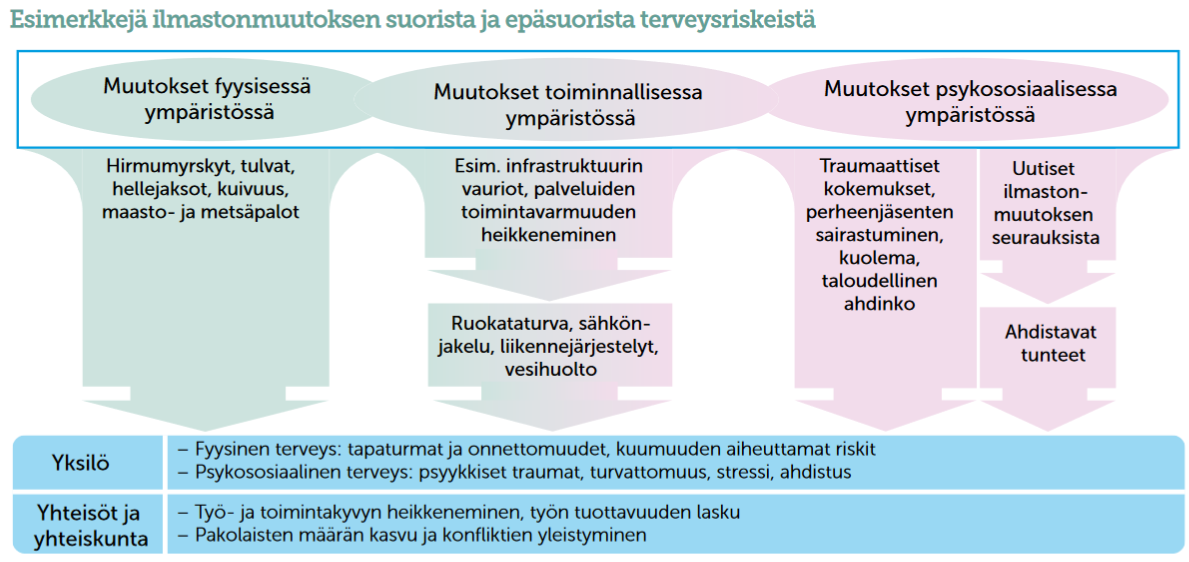 Esimerkkejä ilmastonmuutoksen suorista ja epäsuorista terveysriskeistä
Muutokset fyysisessä
ympäristössä
Muutokset toiminnallisessa
ympäristössä
Muutokset psykososiaalisessa
ympäristössä
Hirmumyrskyt, tulvat,
hellejaksot, kuivuus,
maasto- ja metsäpalot
Esim. infrastruktuurin
vauriot, palveluiden
toimintavarmuuden
heikkeneminen
Ruokataturva, sähkön-
jakelu, liikennejärjestelyt,
vesihuolto
Traumaattiset
kokemukset,
perheenjäsenten
sairastuminen,
kuolema,
taloudellinen
ahdinko
Uutiset
ilmaston-
muutoksen
seurauksista
Ahdistavat
tunteet
Yksilö
– Fyysinen terveys: tapaturmat ja onnettomuudet, kuumuuden aiheuttamat riskit
– Psykososiaalinen terveys: psyykkiset traumat, turvattomuus, stressi, ahdistus
Yhteisöt ja
yhteiskunta
– Työ- ja toimintakyvyn heikkeneminen, työn tuottavuuden lasku
– Pakolaisten määrän kasvu ja konfliktien yleistyminen